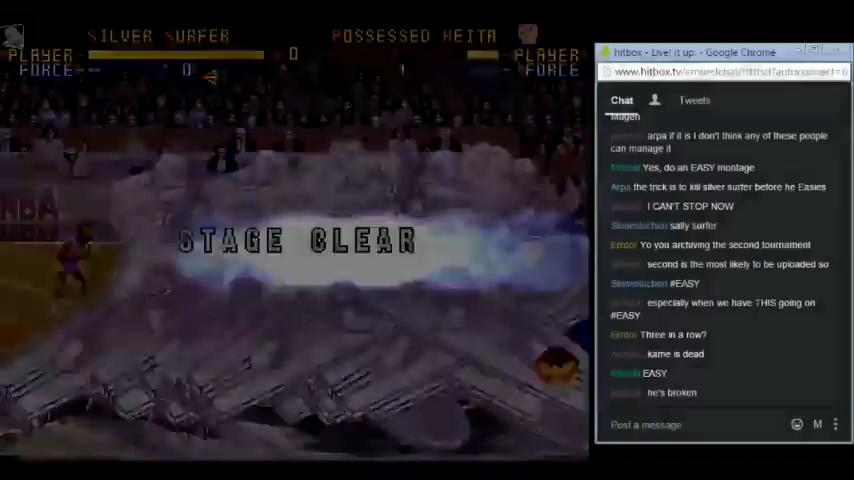 SILVER SURFER
0
POSSESSED HEITA
PLAYER
PLAYER
FORCE
0
FORCE
STAGE CLEAR
hitbox - Live! it up. - Google Chrome
Chat
Tweets
Mugen
arpa if it is I don't think any of these people
can manage it
Yes, do an EASY montage
Arpa the trick is to kill silver surfer before he Easies
I CAN'T STOP NOW
sally surfer
Errdor Yo you archiving the second tournament
second is the most likely to be uploaded so
#EASY
especially when we have THIS going on
#EASY
Errdor Three in a row?
kame is dead
EASY
he's broken
Post a message
M